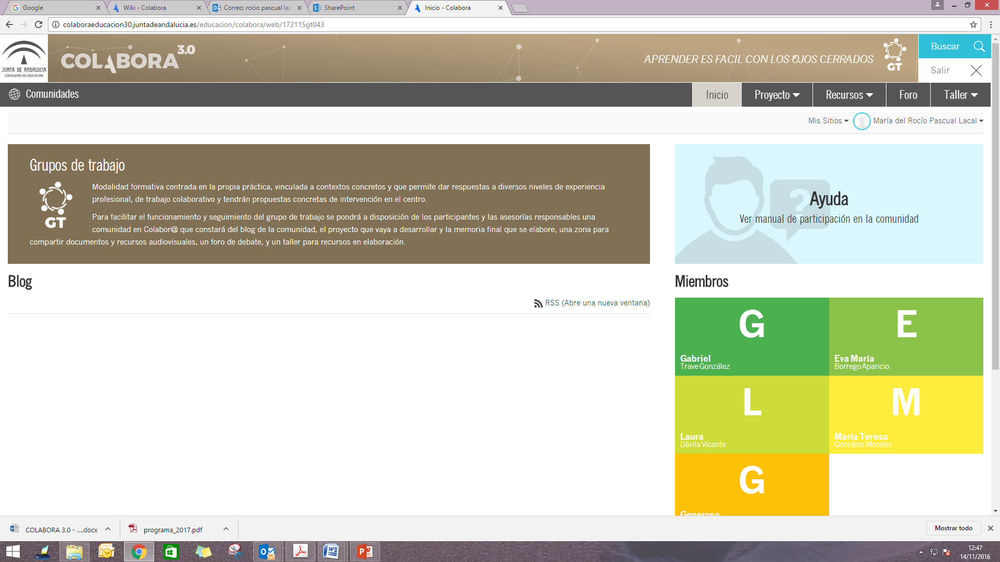 Google
Wiki - Colabora
Correo: rocio pascual lac
SharePoint
Inicio - Colabora
colaboraeducacion30.juntadeandalucia.es/educacion/colabora/web/172115gt043
JUNTA DE ANDALUCIA
CONSEJERÍA DE EDUCACIÓN
COLABORA 3.0
APRENDER ES FACIL CON LOS OJOS CERRADOS
GT
Buscar
Salir
Comunidades
Inicio
Proyecto
Recursos
Foro
Taller
Mis Sitios
María del Rocío Pascual Lacal
Grupos de trabajo
GT
Modalidad formativa centrada en la propia práctica, vinculada a contextos concretos y que permite dar respuestas a diversos niveles de experiencia
profesional, de trabajo colaborativo y tendrán propuestas concretas de intervención en el centro.
Para facilitar el funcionamiento y seguimiento del grupo de trabajo se pondrá a disposición de los participantes y las asesorías responsables una
comunidad en Colabor@ que constará del blog de la comunidad, el proyecto que vaya a desarrollar y la memoria final que se elabore, una zona para
compartir documentos y recursos audiovisuales, un foro de debate, y un taller para recursos en elaboración.
?
Ayuda
Ver manual de participación en la comunidad
Blog
RSS (Abre una nueva ventana)
Miembros
G
Gabriel
Trave González
E
Eva María
Borrego Aparicio
L
Laura
Dávila Vicente
M
María Teresa
González Morales
G
Generoso
COLABORA 3.0 - ....docx
programa_2017.pdf
Mostrar todo
12:47
14/11/2016